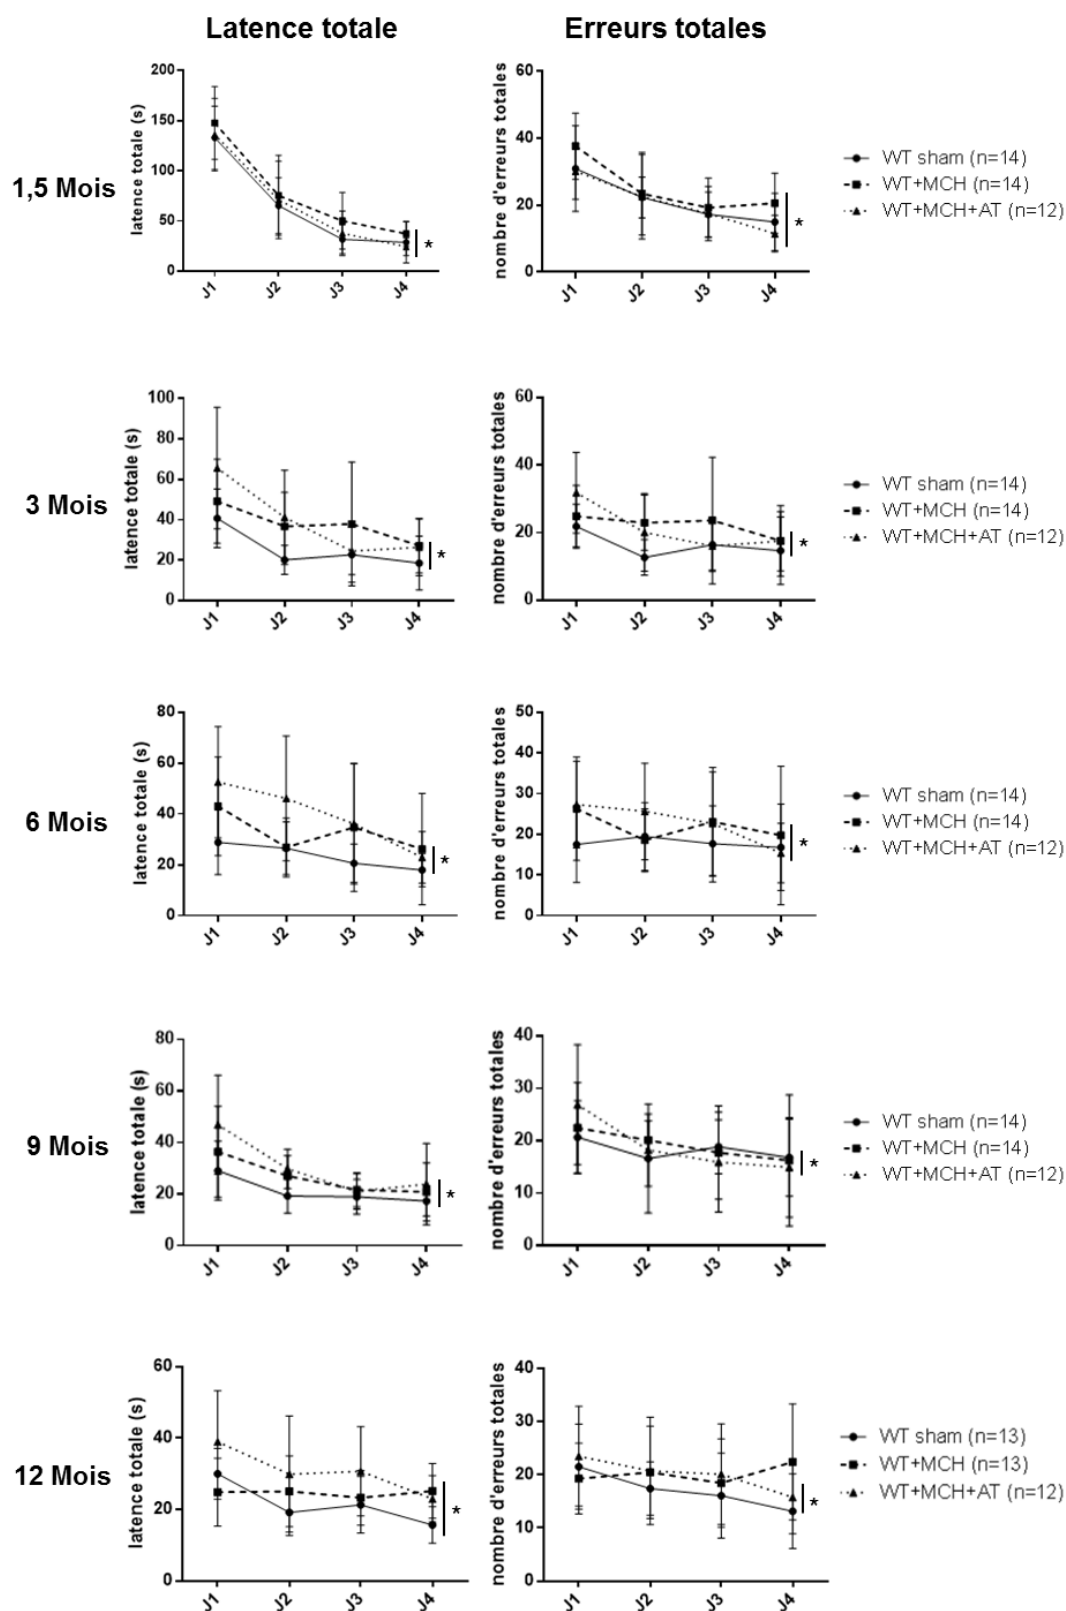 Latence totale
Erreurs totales
1,5 Mois
latence totale (s)
200
150
100
50
0
J1
J2
J3
J4
*
nombre d'erreurs totales
60
40
20
0
J1
J2
J3
J4
*
WT sham (n=14)
WT+MCH (n=14)
WT+MCH+AT (n=12)
3 Mois
latence totale (s)
100
80
60
40
20
0
J1
J2
J3
J4
*
nombre d'erreurs totales
60
40
20
0
J1
J2
J3
J4
*
WT sham (n=14)
WT+MCH (n=14)
WT+MCH+AT (n=12)
6 Mois
latence totale (s)
80
60
40
20
0
J1
J2
J3
J4
*
nombre d'erreurs totales
50
40
30
20
10
0
J1
J2
J3
J4
*
WT sham (n=14)
WT+MCH (n=14)
WT+MCH+AT (n=12)
9 Mois
latence totale (s)
80
60
40
20
0
J1
J2
J3
J4
*
nombre d'erreurs totales
40
30
20
10
0
J1
J2
J3
J4
*
WT sham (n=14)
WT+MCH (n=14)
WT+MCH+AT (n=12)
12 Mois
latence totale (s)
60
40
20
0
J1
J2
J3
J4
*
nombre d'erreurs totales
40
30
20
10
0
J1
J2
J3
J4
*
WT sham (n=13)
WT+MCH (n=13)
WT+MCH+AT (n=12)